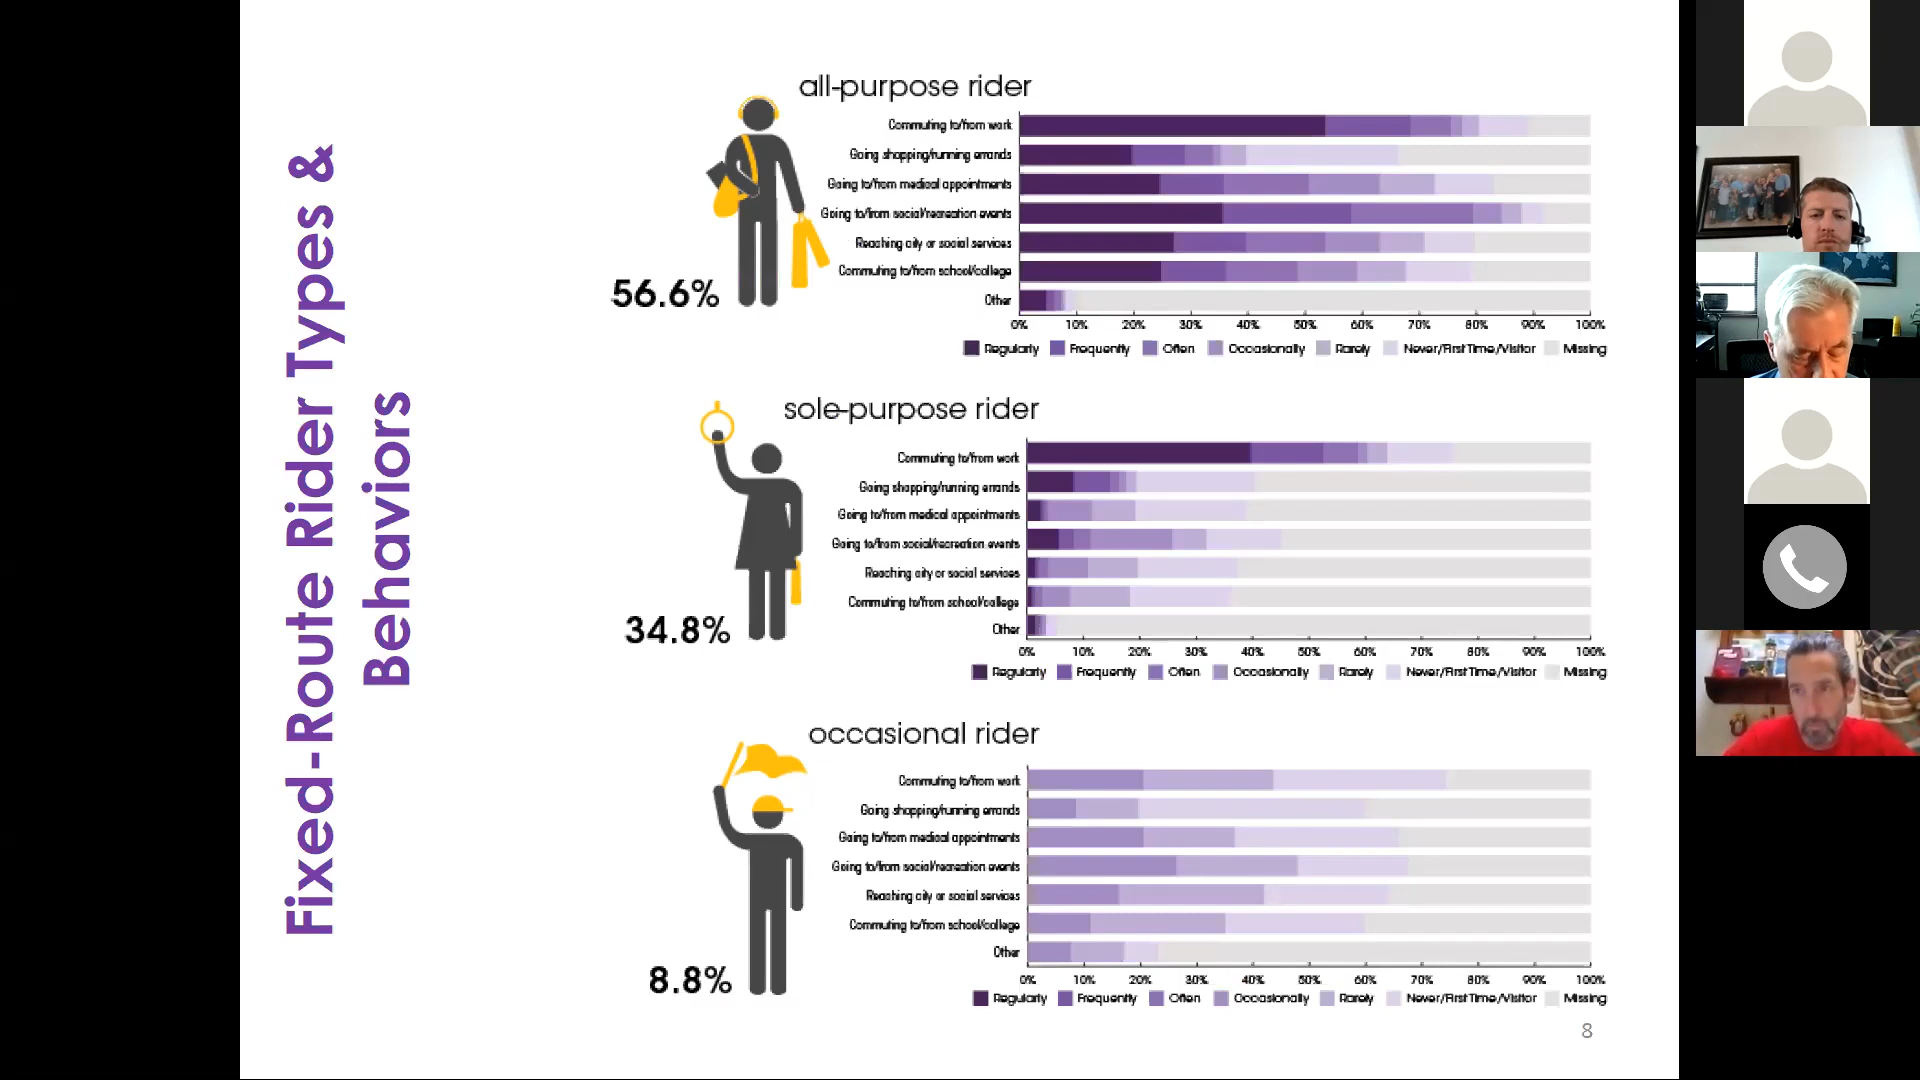 Fixed-Route Rider Types &
Behaviors
all-purpose rider
Commuting to/from work
Going shopping/running errands
Going to/from medical appointments
Going to/from social/recreation events
Reaching city or social services
Commuting to/from school/college
Other
56.6%
0% 10% 20% 30% 40% 50% 60% 70% 80% 90% 100%
Regularly Frequently Often Occasionally Rarely Never/First Time/Visitor Missing
sole-purpose rider
Commuting to/from work
Going shopping/running errands
Going to/from medical appointments
Going to/from social/recreation events
Reaching city or social services
Commuting to/from school/college
Other
34.8%
0% 10% 20% 30% 40% 50% 60% 70% 80% 90% 100%
Regularly Frequently Often Occasionally Rarely Never/First Time/Visitor Missing
occasional rider
Commuting to/from work
Going shopping/running errands
Going to/from medical appointments
Going to/from social/recreation events
Reaching city or social services
Commuting to/from school/college
Other
8.8%
0% 10% 20% 30% 40% 50% 60% 70% 80% 90% 100%
Regularly Frequently Often Occasionally Rarely Never/First Time/Visitor Missing
8